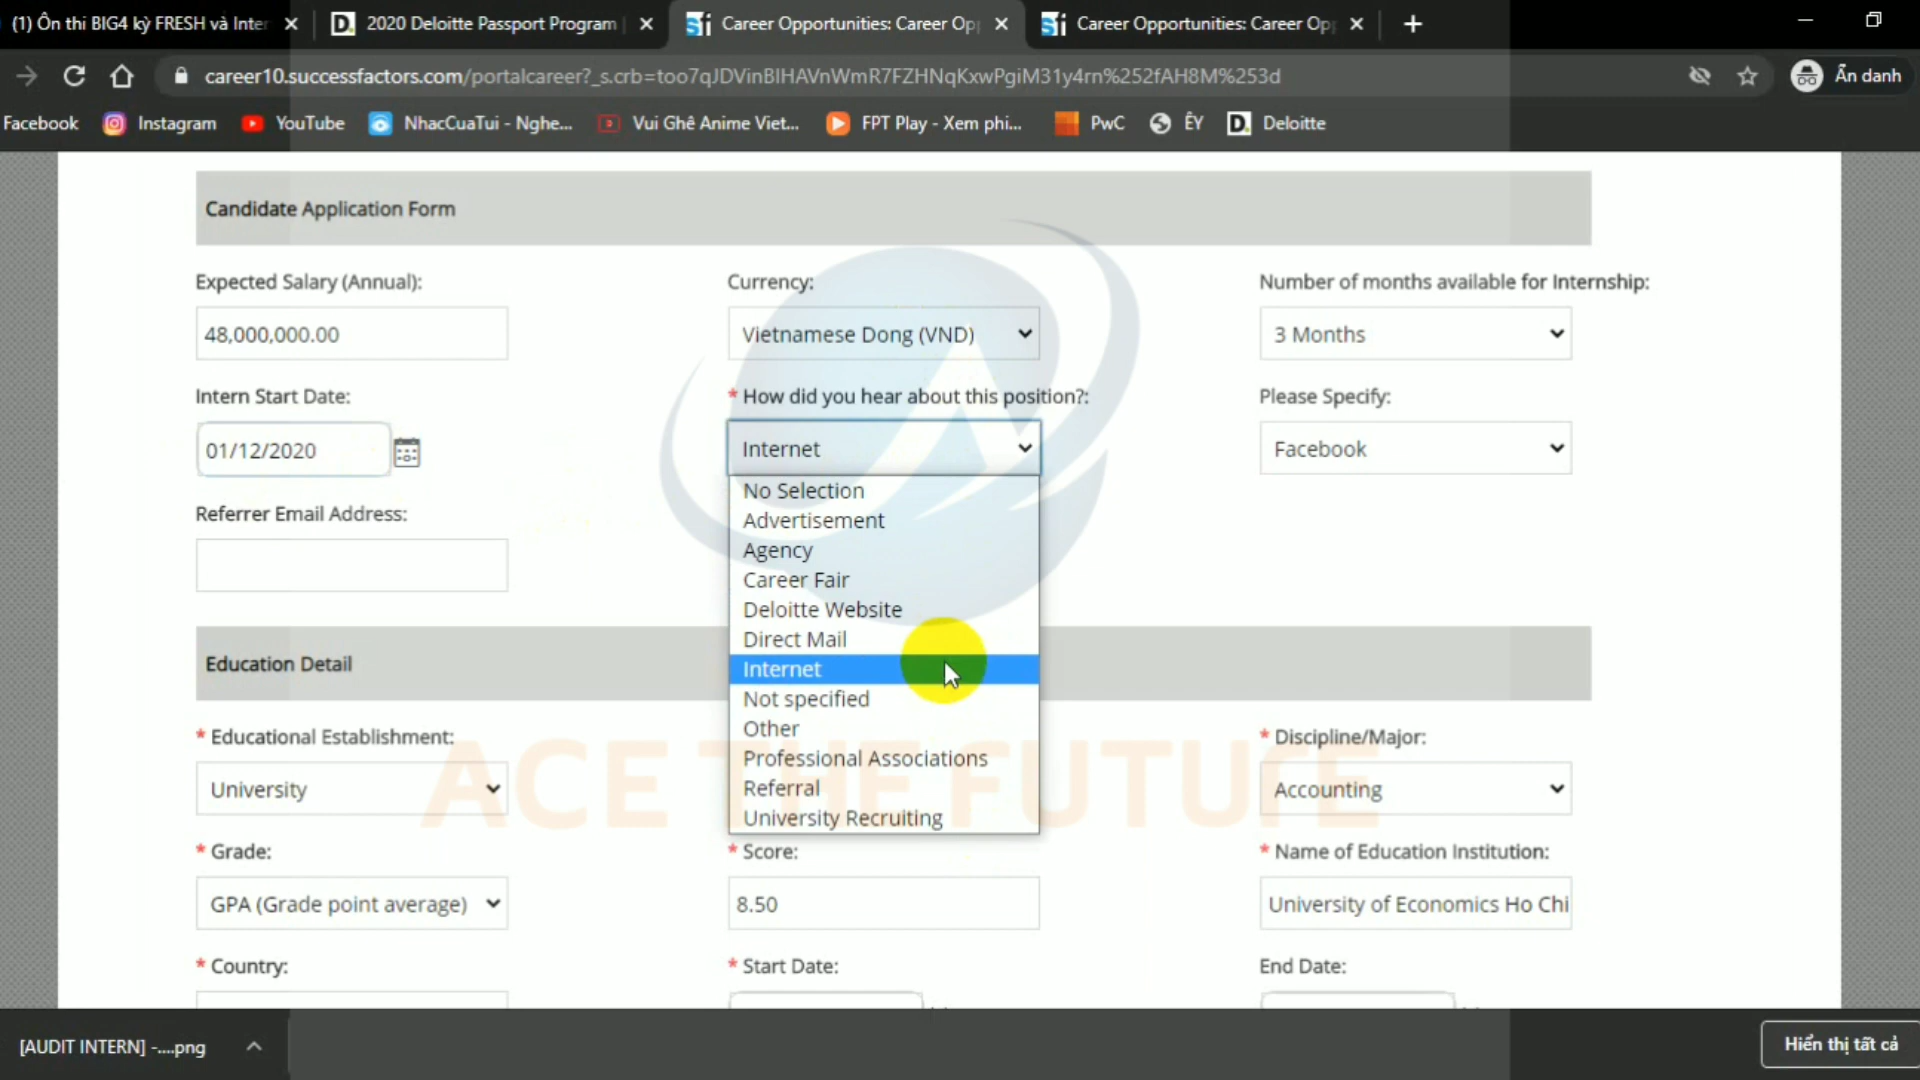 (1) Ôn thi BIG4 kỳ FRESH và Inter
2020 Deloitte Passport Program
Career Opportunities: Career Op
Career Opportunities: Career Op
career10.successfactors.com/portalcareer?_s.crb=too7qJDVinBlHAVnWmR7FZHNqKxwPgiM31y4rn%252fAH8M%253d
Ẩn danh
Facebook
Instagram
YouTube
NhacCuaTui - Nghe...
Vui Ghê Anime Viet...
FPT Play - Xem phi...
PwC
ÊY
Deloitte
Candidate Application Form
Expected Salary (Annual):
Currency:
Number of months available for Internship:
48,000,000.00
Vietnamese Dong (VND)
3 Months
Intern Start Date:
* How did you hear about this position?:
Please Specify:
01/12/2020
Internet
Facebook
Referrer Email Address:
No Selection
Advertisement
Agency
Career Fair
Deloitte Website
Direct Mail
Internet
Not specified
Other
Professional Associations
Referral
University Recruiting
Education Detail
* Educational Establishment:
* Discipline/Major:
University
Accounting
ACE THE FUTURE
* Grade:
* Score:
* Name of Education Institution:
GPA (Grade point average)
8.50
University of Economics Ho Chi
* Country:
* Start Date:
End Date:
[AUDIT INTERN] -....png
Hiển thị tất cả